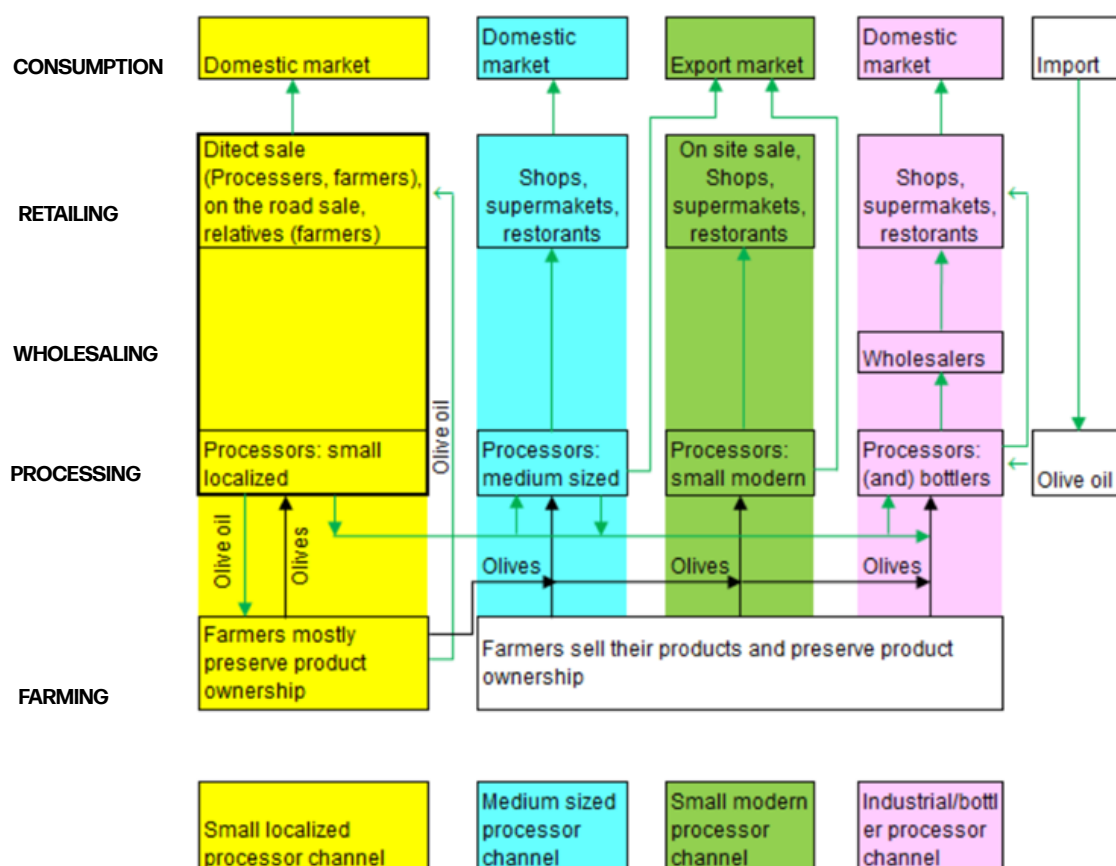 CONSUMPTION
Domestic market
Domestic
market
Export market
Domestic
market
Import
RETAILING
Ditect sale
(Processers, farmers),
on the road sale,
relatives (farmers)
Shops,
supermakets,
restorants
On site sale,
Shops,
supermakets,
restorants
Shops,
supermakets,
restorants
WHOLESALING
Wholesalers
Olive oil
PROCESSING
Processors: small
localized
Processors:
medium sized
Processors:
small modern
Processors:
(and) bottlers
Olive oil
Olive oil
Olives
Olives
Olives
Olives
FARMING
Farmers mostly
preserve product
ownership
Farmers sell their products and preserve product
ownership
Small localized
processor channel
Medium sized
processor
channel
Small modern
processor
channel
Industrial/bottl
er processor
channel